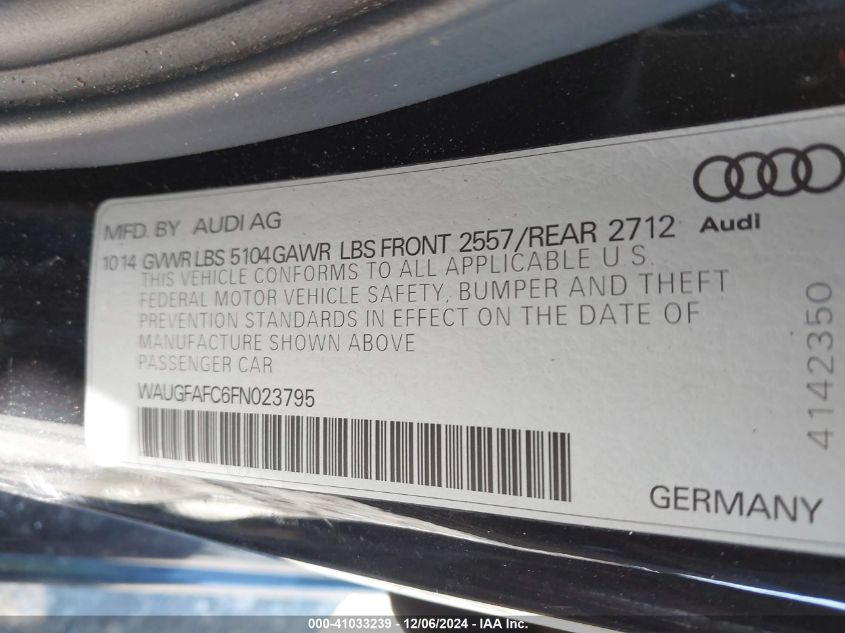 MFD. BY AUDI AG
Audi
10 14 GVWR LBS 5104 GAWR LBS FRONT 2557/REAR 2712
THIS VEHICLE CONFORMS TO ALL APPLICABLE U S.
FEDERAL MOTOR VEHICLE SAFETY, BUMPER AND THEFT
PREVENTION STANDARDS IN EFFECT ON THE DATE OF
MANUFACTURE SHOWN ABOVE
PASSENGER CAR
WAUGFAFC6FN023795
4142350
GERMANY
000-41033239 - 12/06/2024 - IAA Inc.